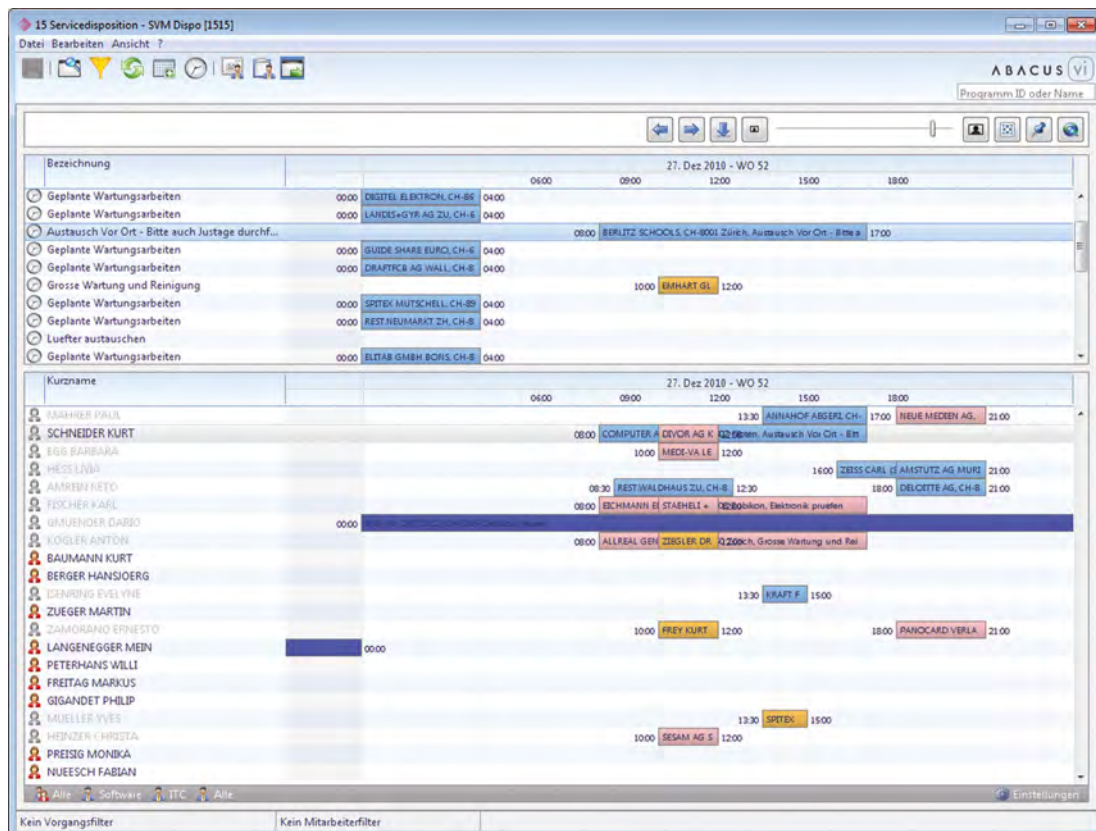 15 Servicedisposition - SVM Dispo [1515]
Datei Bearbeiten Ansicht ?
ABACUS vi
Programm ID oder Name
Bezeichnung
27. Dez 2010 - WO 52
06:00 09:00 12:00 15:00 18:00
Geplante Wartungsarbeiten 00:00 DIGITEL ELEKTRON, CH-86 04:00
Geplante Wartungsarbeiten 00:00 LANDIS+GYR AG ZU, CH-6 04:00
Austausch Vor Ort - Bitte auch Justage durchf... 08:00 BERLITZ SCHOOLS, CH-8001 Zürich, Austausch Vor Ort - Bitte a 17:00
Geplante Wartungsarbeiten 00:00 GUIDE SHARE EURO, CH-6 04:00
Geplante Wartungsarbeiten 00:00 DRAFTFCB AG WALL, CH-8 04:00
Grosse Wartung und Reinigung 10:00 EMHART GL 12:00
Geplante Wartungsarbeiten 00:00 SPITEX MUTSCHELL, CH-89 04:00
Geplante Wartungsarbeiten 00:00 REST.NEUMARKT ZH, CH-8 04:00
Luefter austauschen
Geplante Wartungsarbeiten 00:00 ELITAB GMBH BONS, CH-8 04:00
Kurzname
27. Dez 2010 - WO 52
06:00 09:00 12:00 15:00 18:00
MAHRER PAUL 13:30 ANNAHOF ABGERI, CH- 17:00 NEUE MEDIEN AG, 21:00
SCHNEIDER KURT 08:00 COMPUTER A DIVOR AG K Austausch Vor Ort - Bitt
EGG BARBARA 10:00 MEDI-VA LE 12:00
HESS LIVIA 16:00 ZEISS CARL (S AMSTUTZ AG MURI 21:00
AMREIN RETO 08:30 REST.WALDHAUS ZU, CH-8 12:30 18:00 DELOITTE AG, CH-8 21:00
FISCHER KARL 08:00 EICHMANN El STAEHELI + Elektronik pruefen
GMUENDER DARIO 00:00
KOGLER ANTON 08:00 ALLREAL GEN ZIEGLER DR Grosse Wartung und Rei
BAUMANN KURT
BERGER HANSJOERG
ISENRING EVELYNE 13:30 KRAFT F 15:00
ZUEGER MARTIN
ZAMORANO ERNESTO 10:00 FREY KURT 12:00 18:00 PANOCARD VERLA 21:00
LANGENEGGER MEIN 00:00
PETERHANS WILLI
FREITAG MARKUS
GIGANDET PHILIP
MUELLER YVES 13:30 SPITEX 15:00
HEINZER CHRISTA 10:00 SESAM AG S 12:00
PREISIG MONIKA
NUEESCH FABIAN
Alle Software ITC Alle Einstellungen
Kein Vorgangsfilter Kein Mitarbeiterfilter